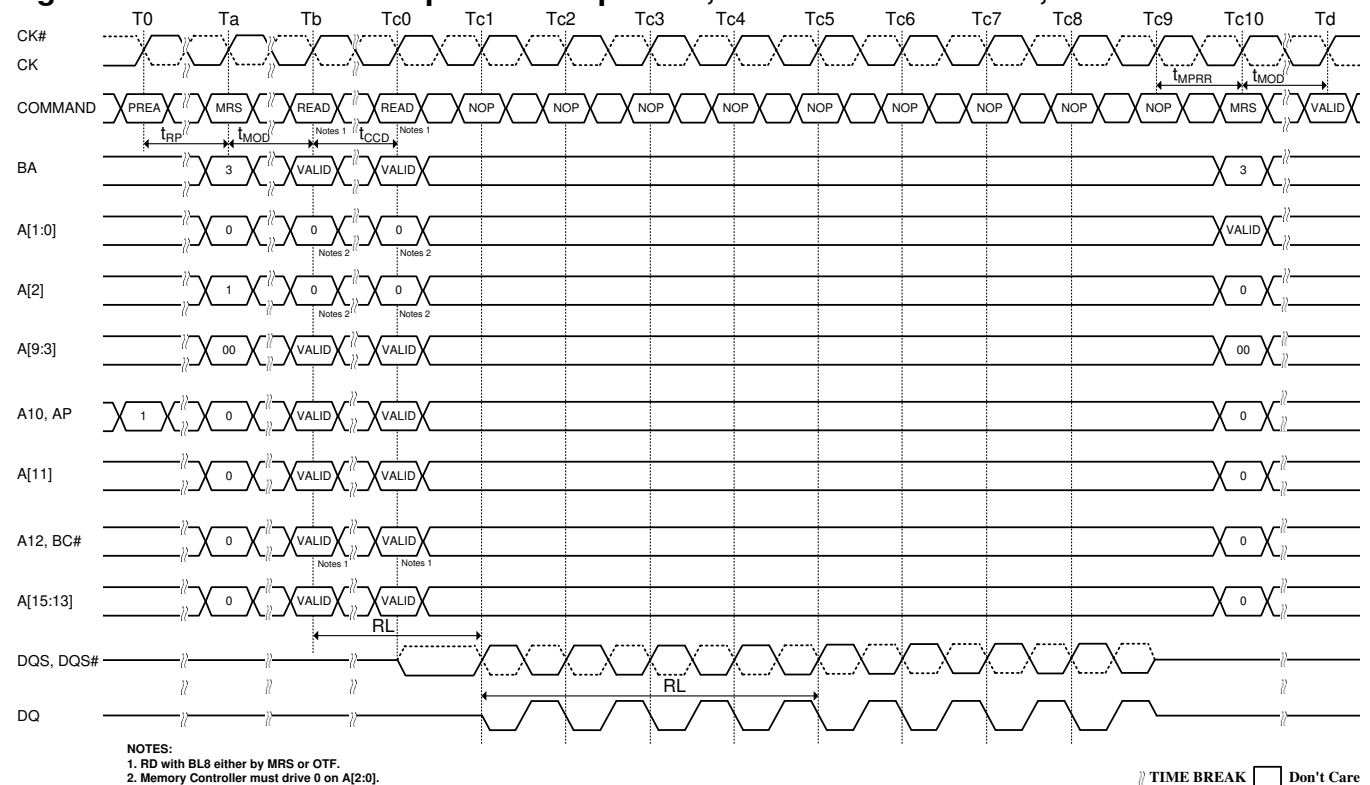 T0 Ta Tb Tc0 Tc1 Tc2 Tc3 Tc4 Tc5 Tc6 Tc7 Tc8 Tc9 Tc10 Td
CK#
CK
tMPRR tMOD
COMMAND PREA MRS READ READ NOP NOP NOP NOP NOP NOP NOP NOP NOP MRS VALID
Notes 1 Notes 1
tRP tMOD tCCD
BA 3 VALID VALID 3
A[1:0] 0 0 0 VALID
Notes 2 Notes 2
A[2] 1 0 0 0
Notes 2 Notes 2
A[9:3] 00 VALID VALID 00
A10, AP 1 0 VALID VALID 0
A[11] 0 VALID VALID 0
A12, BC# 0 VALID VALID 0
Notes 1 Notes 1
A[15:13] 0 VALID VALID 0
RL
DQS, DQS#
RL
DQ
NOTES:
1. RD with BL8 either by MRS or OTF.
2. Memory Controller must drive 0 on A[2:0].
TIME BREAK Don't Care